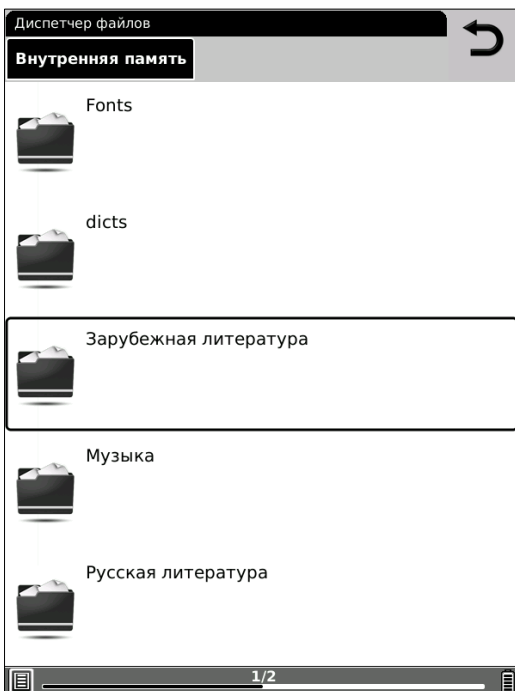 Диспетчер файлов
Внутренняя память
Fonts
dicts
Зарубежная литература
Музыка
Русская литература
1/2